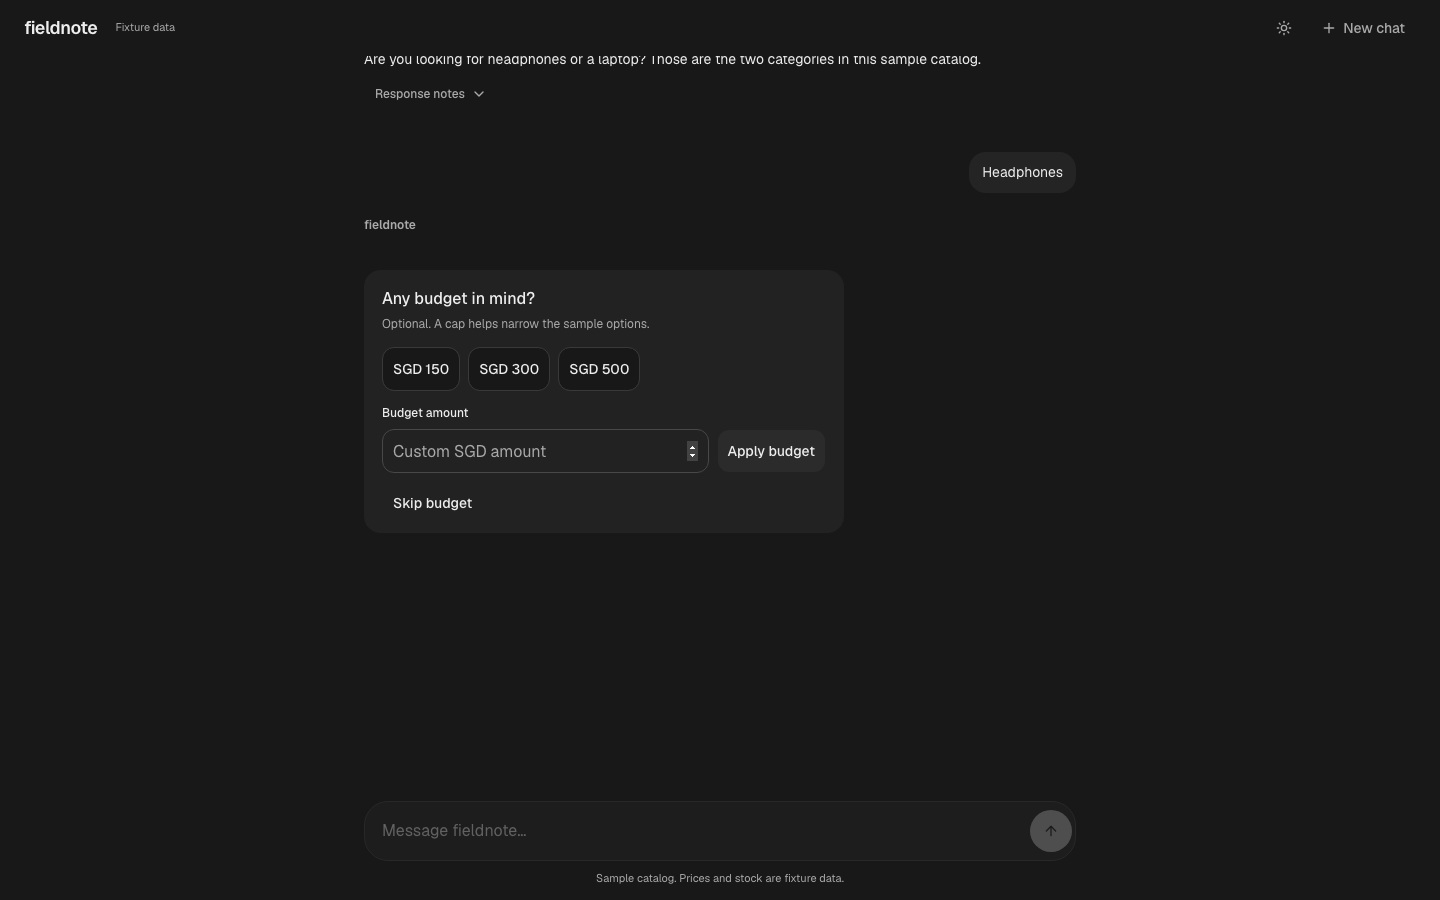 fieldnote
Fixture data
New chat
Are you looking for headphones or a laptop? Those are the two categories in this sample catalog.
Response notes
Headphones
fieldnote
Any budget in mind?
Optional. A cap helps narrow the sample options.
SGD 150
SGD 300
SGD 500
Budget amount
Custom SGD amount
Apply budget
Skip budget
Message fieldnote...
Sample catalog. Prices and stock are fixture data.